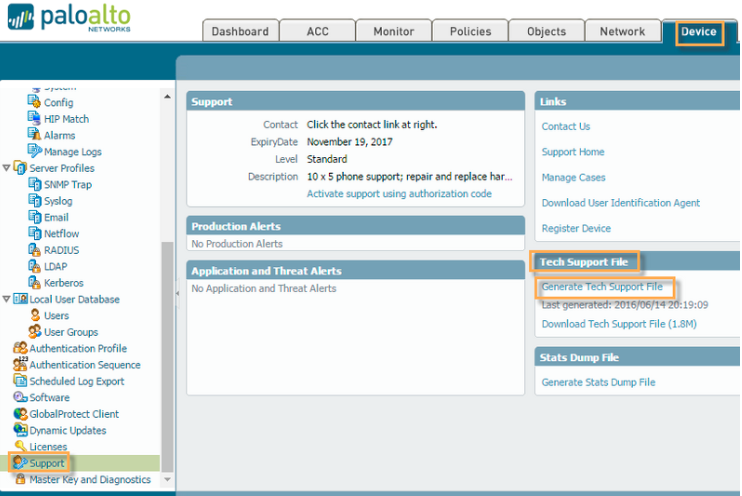 paloalto
NETWORKS
Dashboard
ACC
Monitor
Policies
Objects
Network
Device
System
Config
HIP Match
Alarms
Manage Logs
Server Profiles
SNMP Trap
Syslog
Email
Netflow
RADIUS
LDAP
Kerberos
Local User Database
Users
User Groups
Authentication Profile
Authentication Sequence
Scheduled Log Export
Software
GlobalProtect Client
Dynamic Updates
Licenses
Support
Master Key and Diagnostics
Support
Contact Click the contact link at right.
ExpiryDate November 19, 2017
Level Standard
Description 10 x 5 phone support; repair and replace har...
Activate support using authorization code
Production Alerts
No Production Alerts
Application and Threat Alerts
No Application and Threat Alerts
Links
Contact Us
Support Home
Manage Cases
Download User Identification Agent
Register Device
Tech Support File
Generate Tech Support File
Last generated: 2016/06/14 20:19:09
Download Tech Support File (1.8M)
Stats Dump File
Generate Stats Dump File